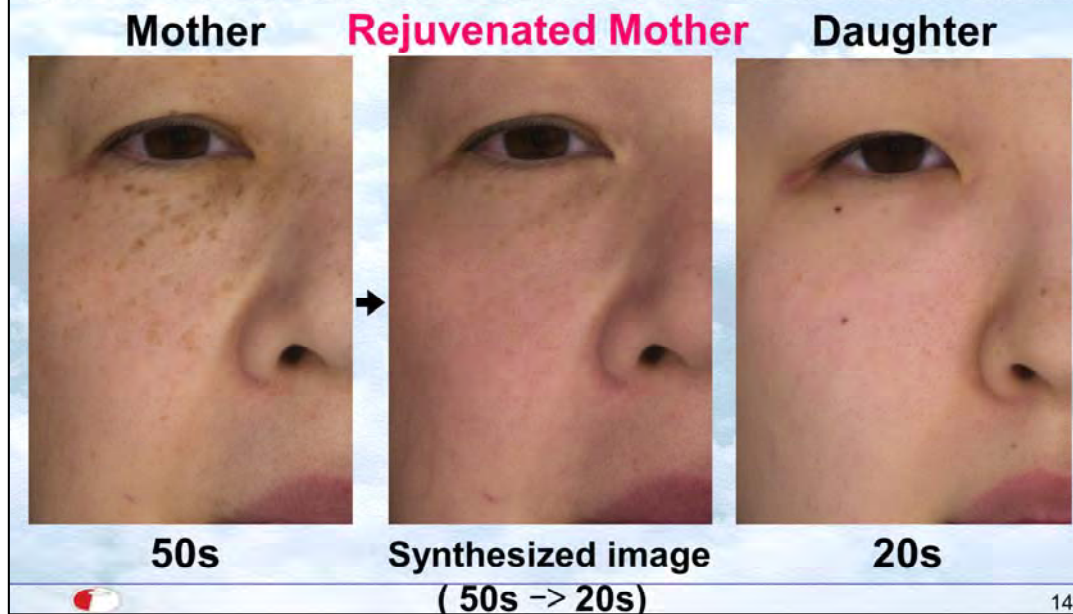 Mother Rejuvenated Mother Daughter
50s Synthesized image 20s
( 50s -> 20s)
14